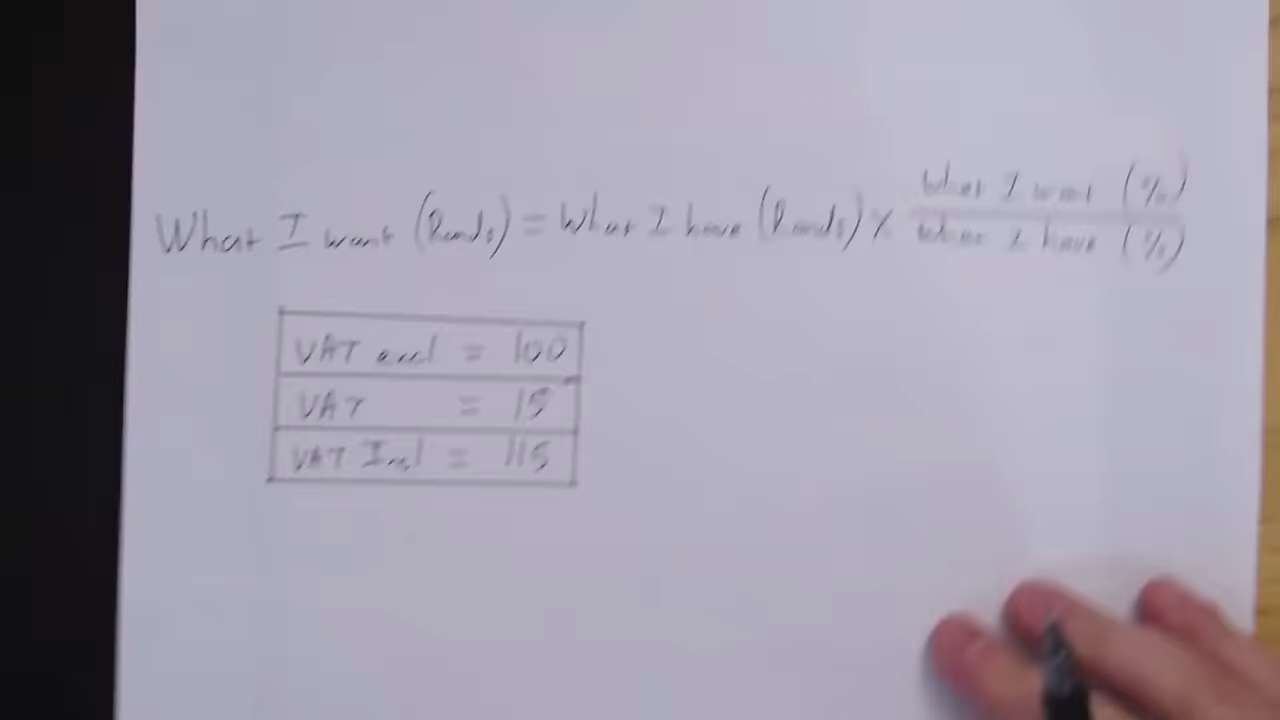 What I want (Rands) = What I have (Rands) × What I want (%)
What I have (%)
VAT excl = 100
VAT = 15
VAT Incl = 115